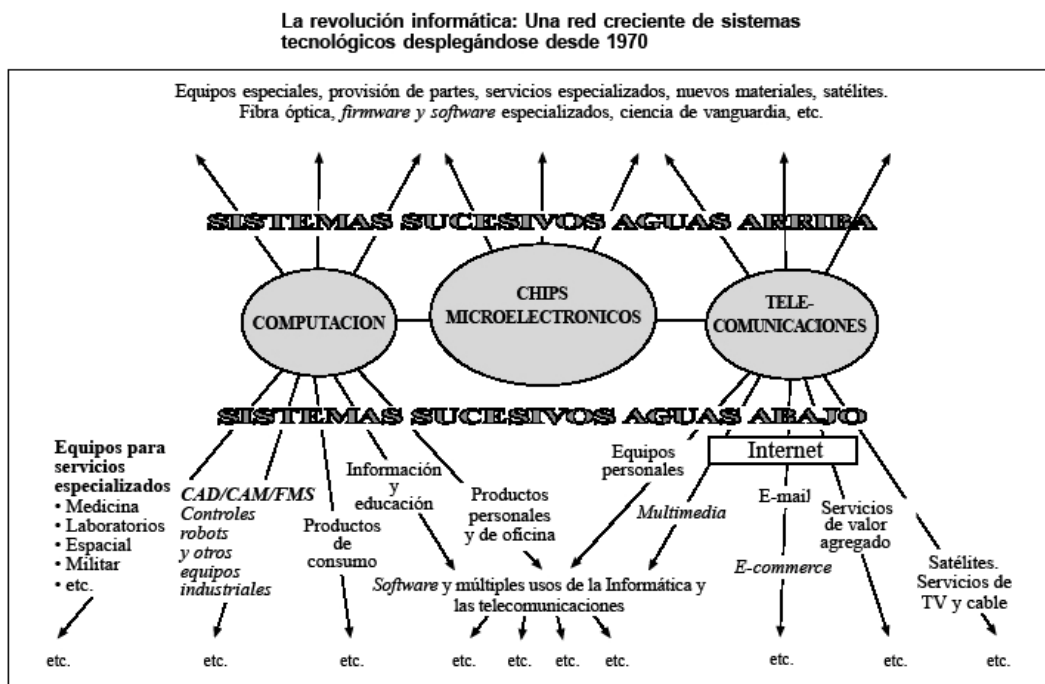 La revolución informática: Una red creciente de sistemas
tecnológicos desplegándose desde 1970
Equipos especiales, provisión de partes, servicios especializados, nuevos materiales, satélites.
Fibra óptica, firmware y software especializados, ciencia de vanguardia, etc.
SISTEMAS SUCESIVOS AGUAS ARRIBA
COMPUTACION
CHIPS
MICROELECTRONICOS
TELE-
COMUNICACIONES
SISTEMAS SUCESIVOS AGUAS ABAJO
Equipos para
servicios
especializados
• Medicina
• Laboratorios
• Espacial
• Militar
• etc.
CAD/CAM/FMS
Controles
robots
y otros
equipos
industriales
Productos
de
consumo
Información
y
educación
Productos
personales
y de oficina
Equipos
personales
Multimedia
Internet
E-mail
E-commerce
Servicios
de valor
agregado
Satélites.
Servicios de
TV y cable
Software y múltiples usos de la Informática y
las telecomunicaciones
etc.
etc.
etc.
etc.
etc.
etc.
etc.
etc.
etc.
etc.